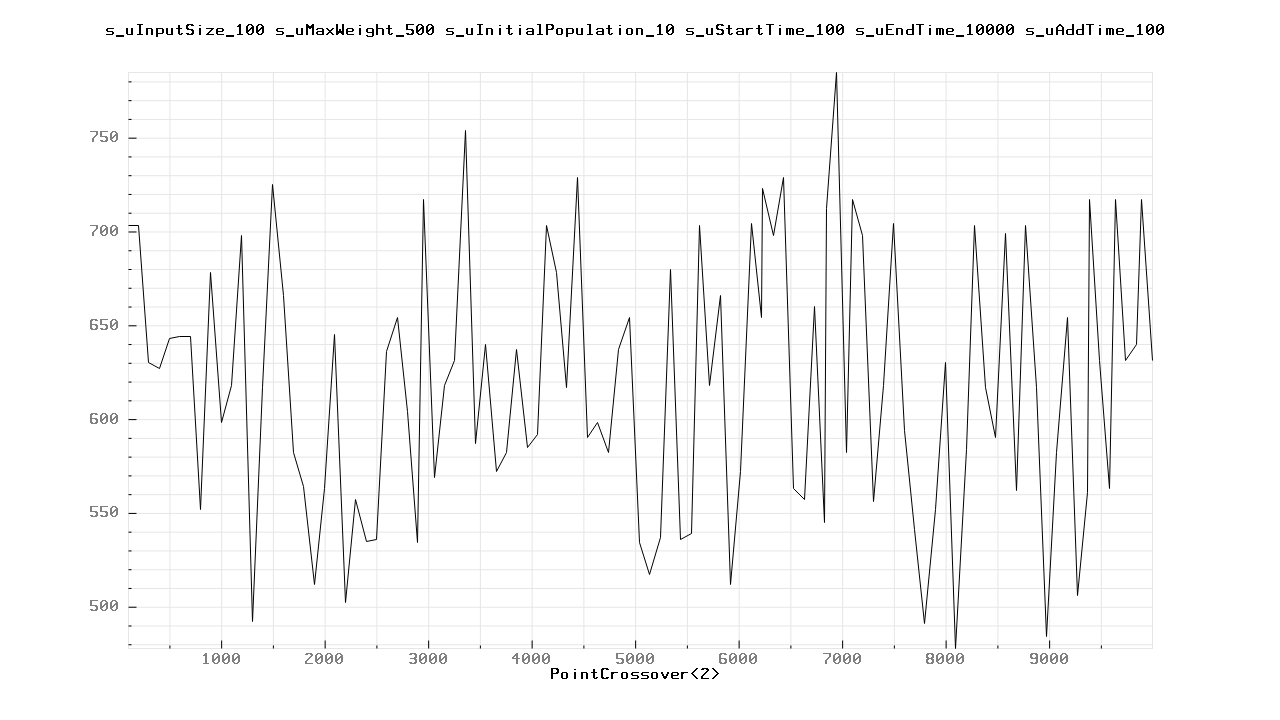 s_uInputSize_100 s_uMaxWeight_500 s_uInitialPopulation_10 s_uStartTime_100 s_uEndTime_10000 s_uAddTime_100
750
700
650
600
550
500
1000 2000 3000 4000 5000 6000 7000 8000 9000
PointCrossover<2>